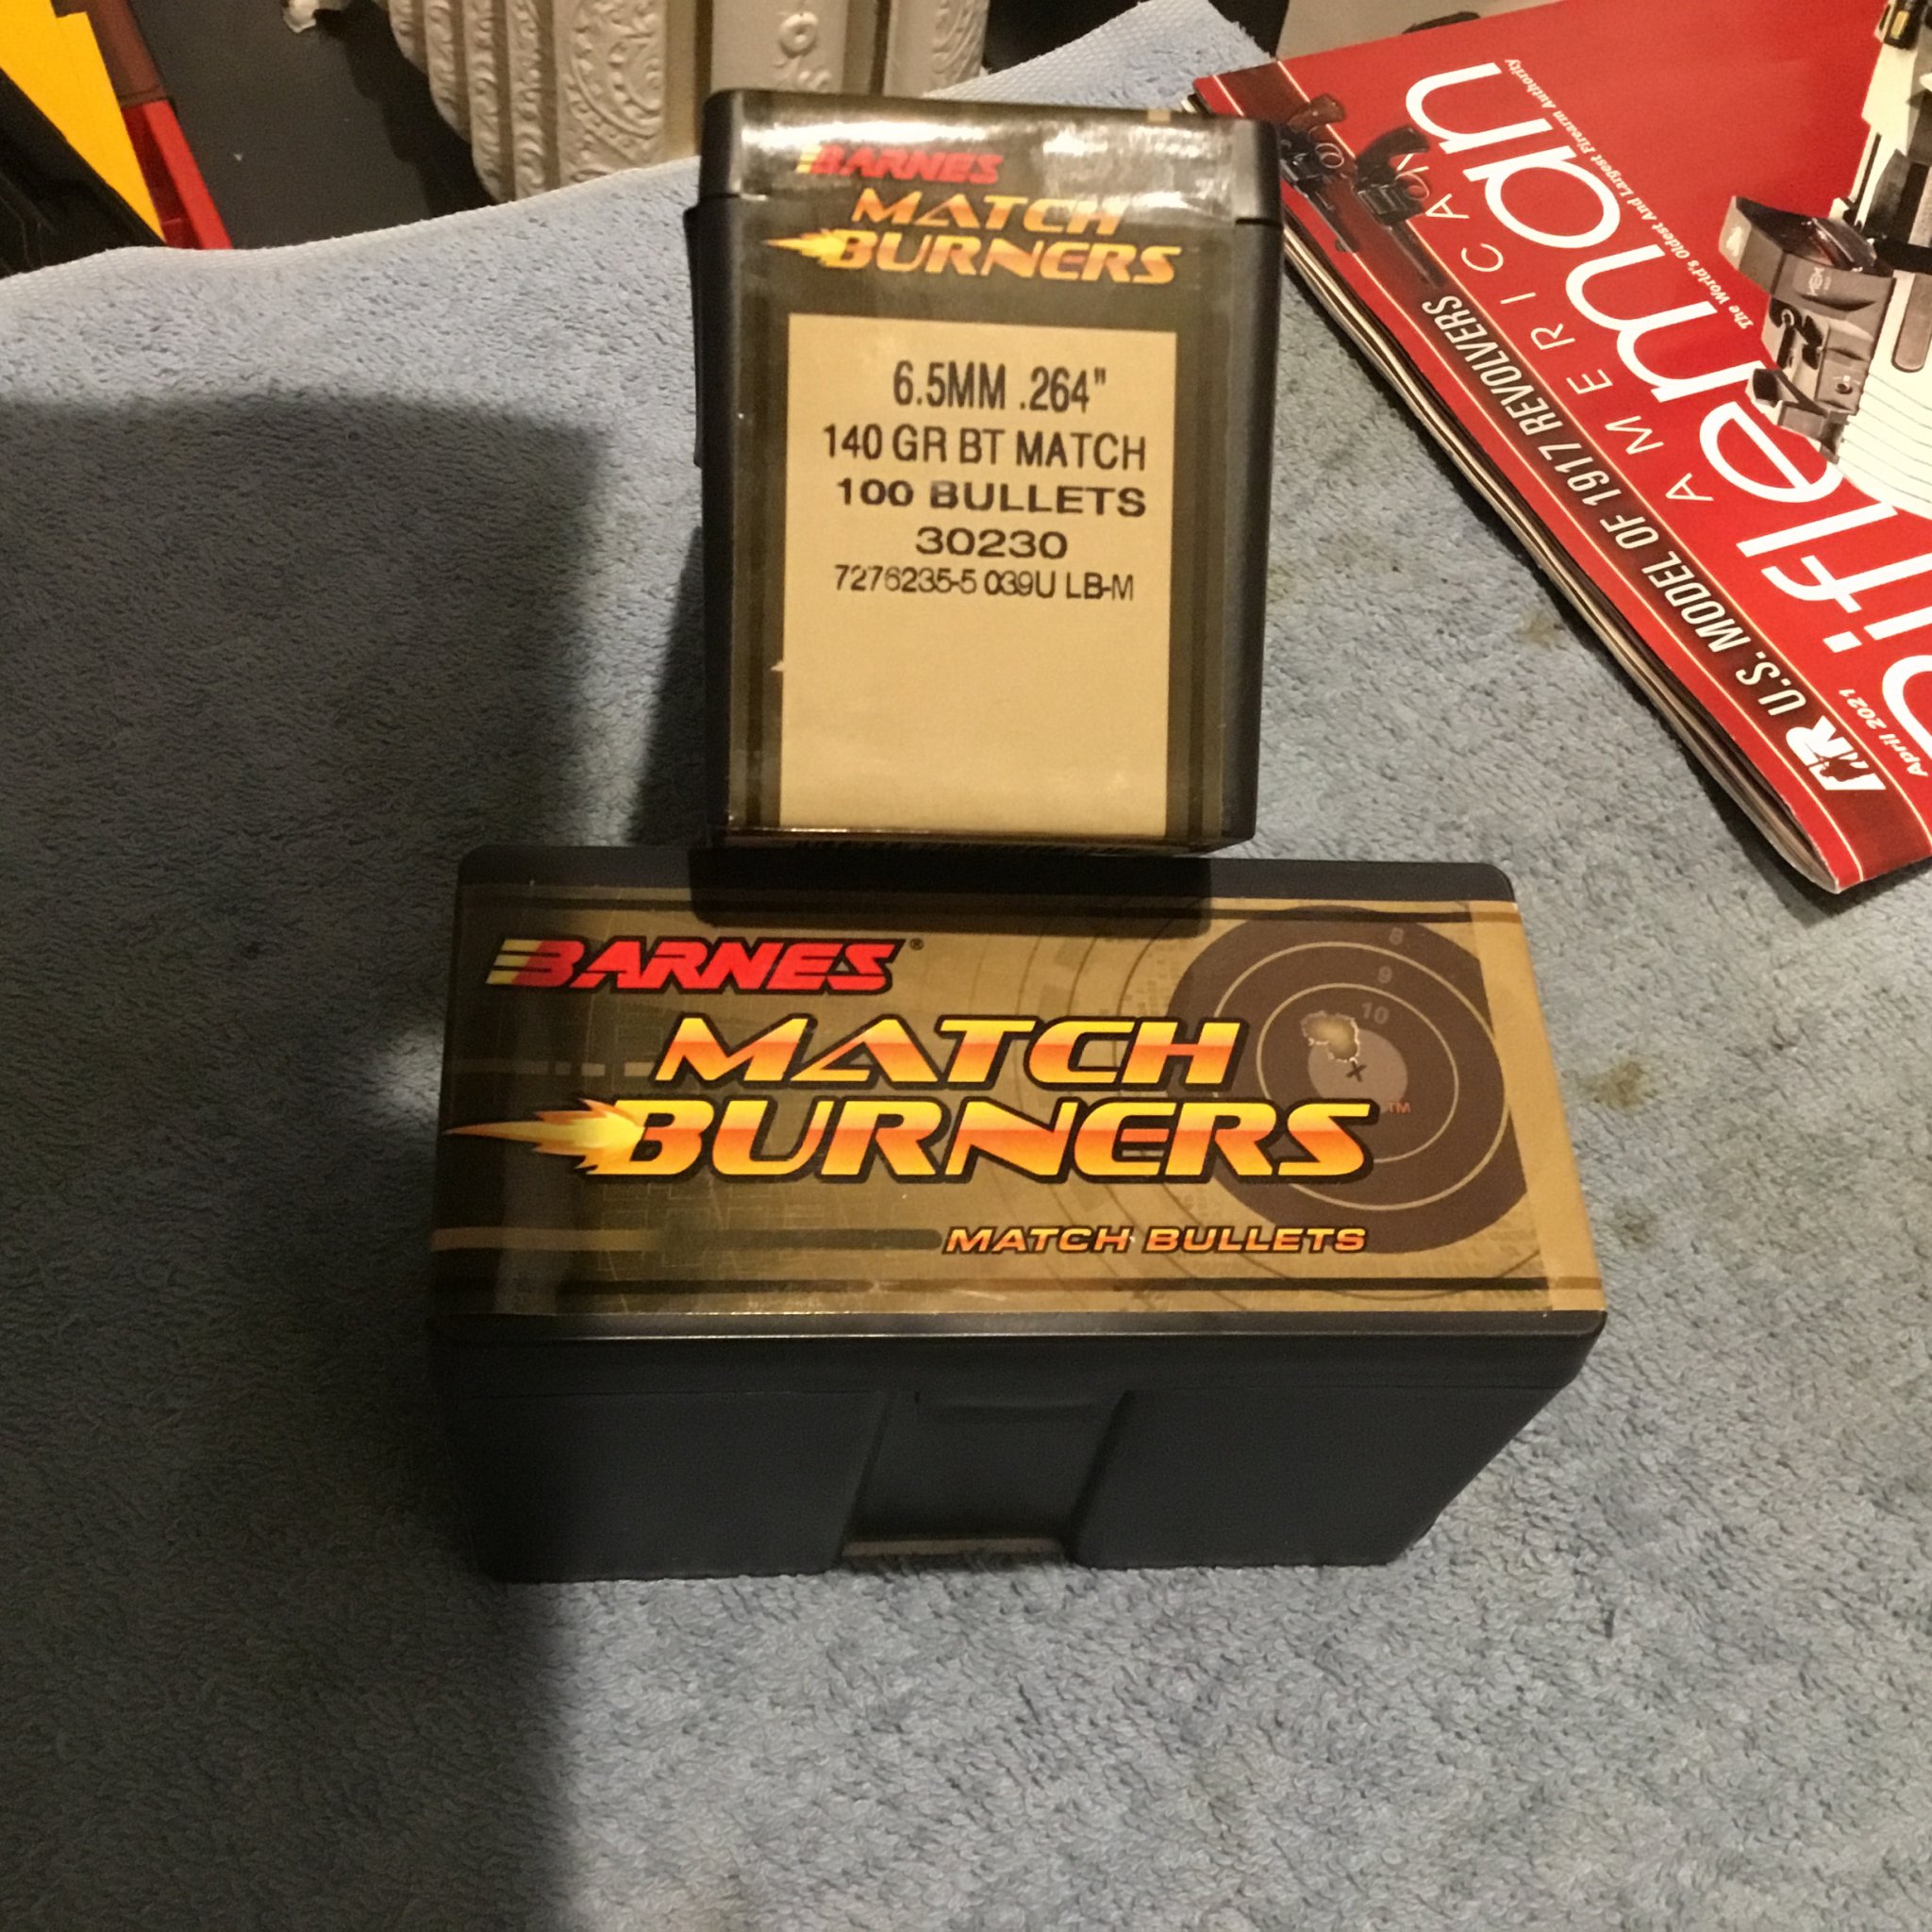 BARNES
MATCH
BURNERS
6.5MM .264"
140 GR BT MATCH
100 BULLETS
30230
7276235-5 039U LB-M
BARNES®
MATCH
BURNERS
TM
MATCH BULLETS
8
9
10
X
The World's Oldest And Largest Firearm Authority
AMERICAN
Rifleman
U.S. MODEL OF 1917 REVOLVERS
AR
April 2021